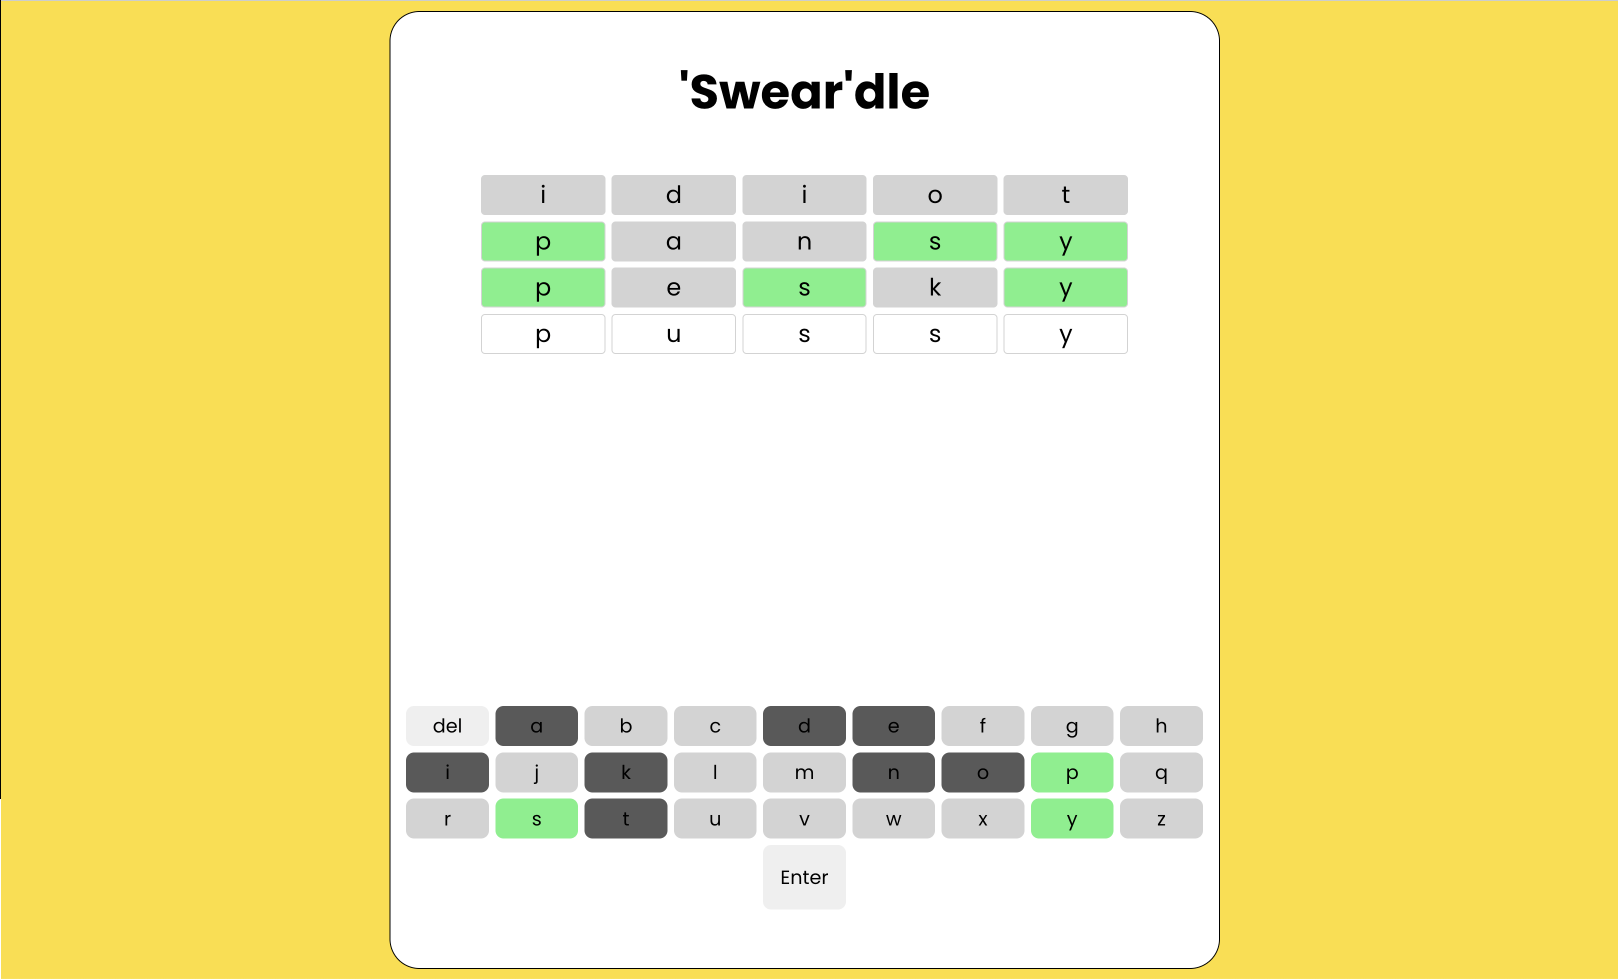 'Swear'dle
i d i o t
p a n s y
p e s k y
p u s s y
del a b c d e f g h
i j k l m n o p q
r s t u v w x y z
Enter